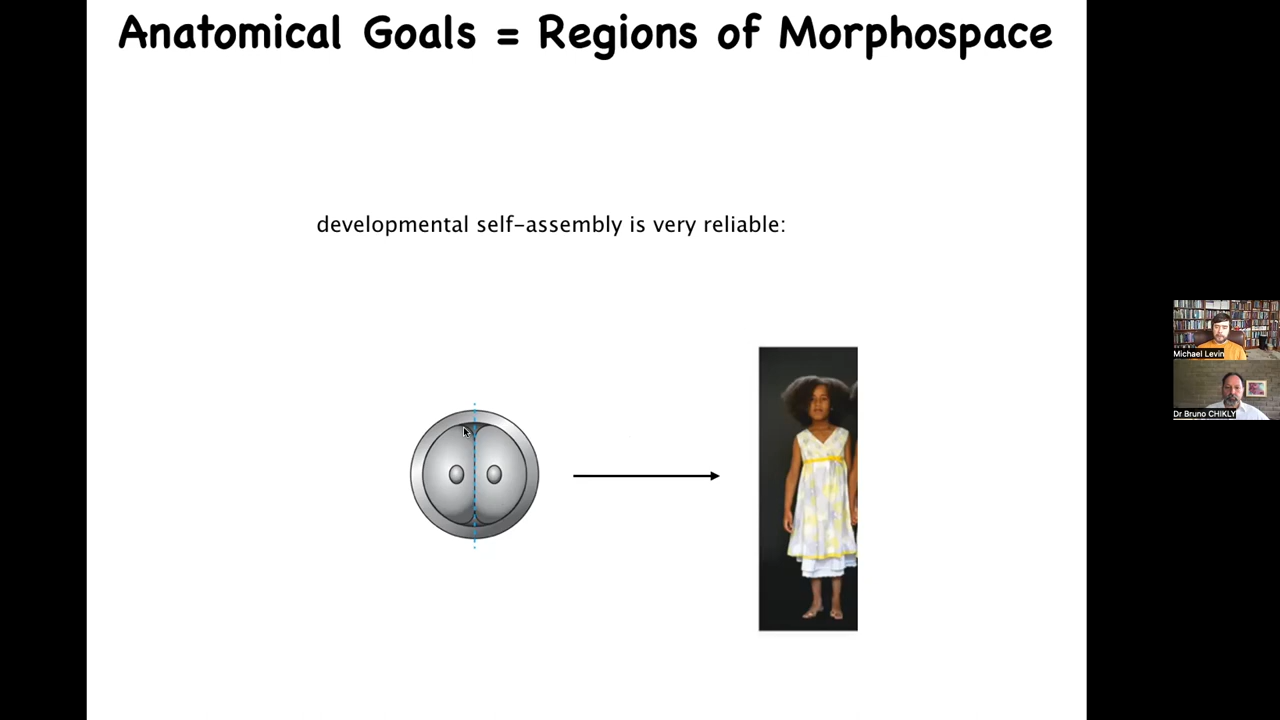 Anatomical Goals = Regions of Morphospace
developmental self-assembly is very reliable:
Michael Levin
Dr Bruno CHIKLY